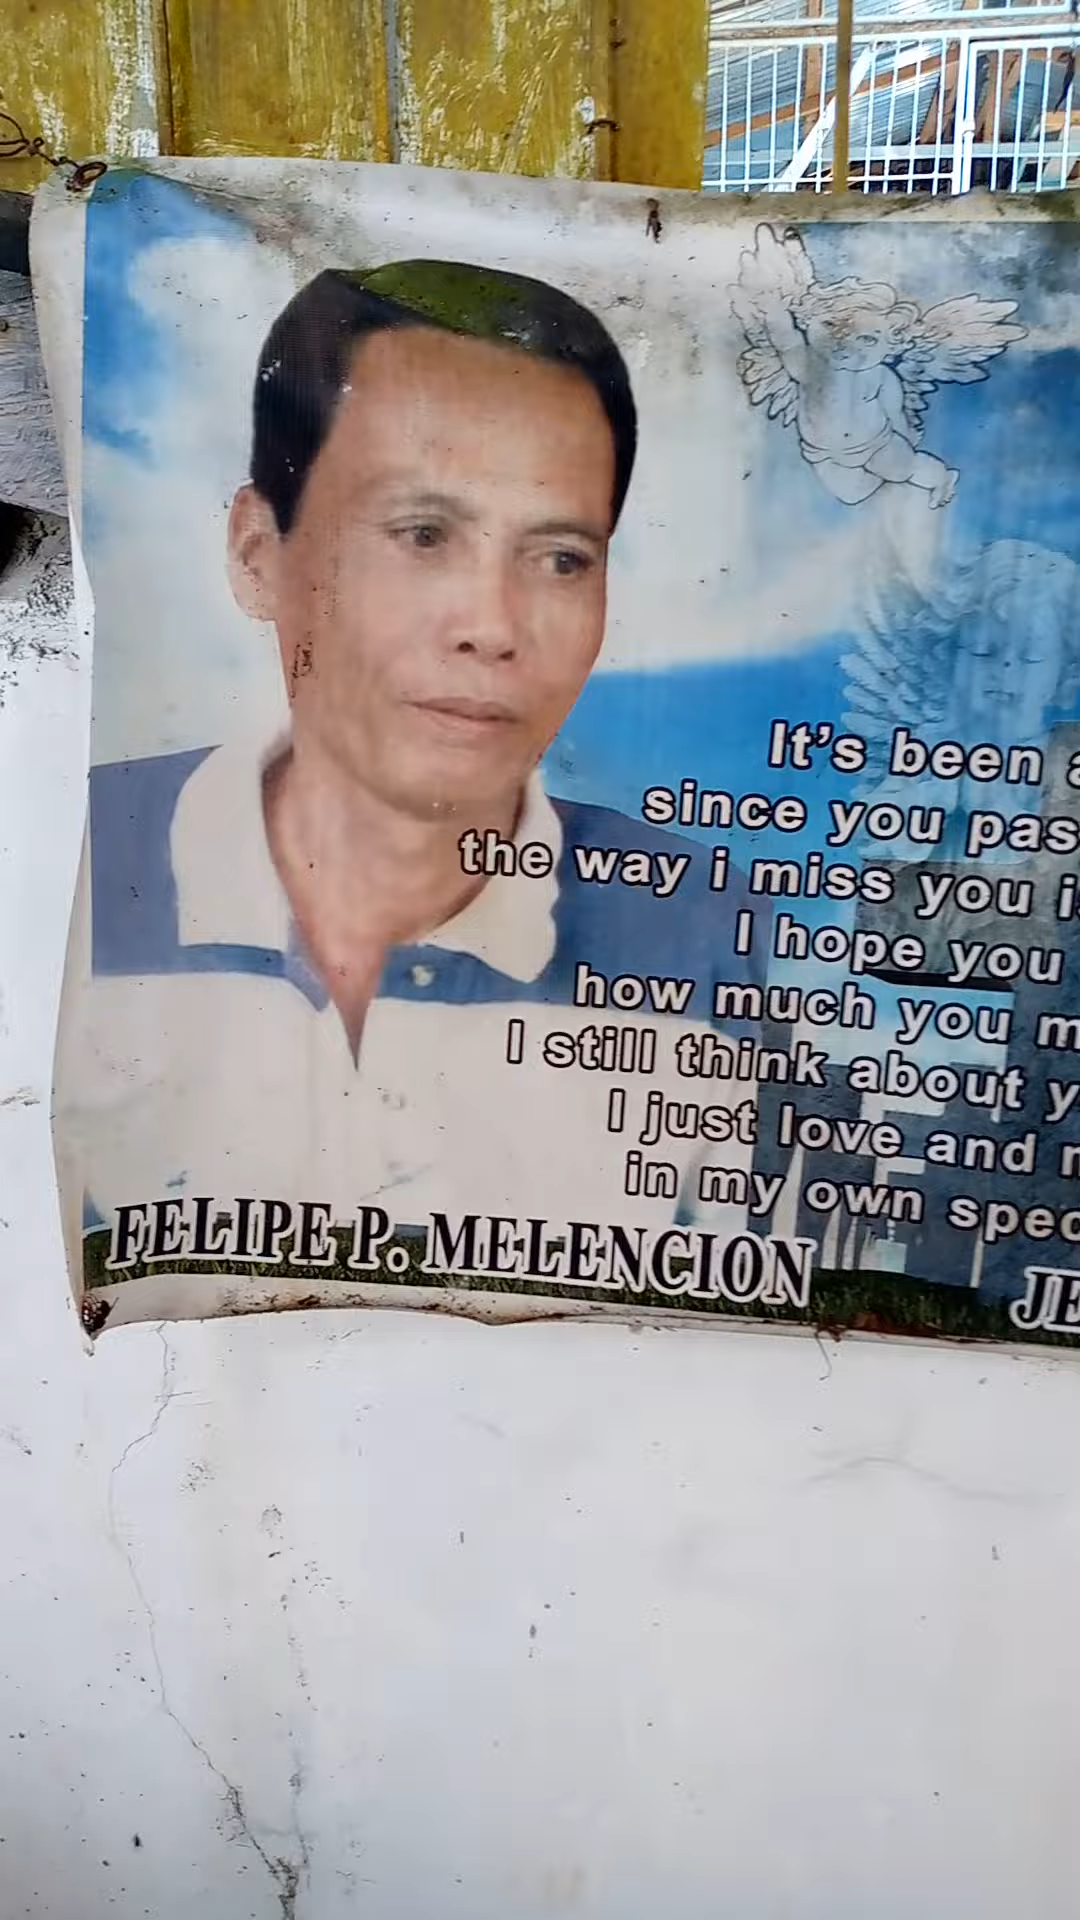 It's been
since you pas
the way i miss you i
I hope you
how much you m
I still think about y
I just love and
in my own spec
FELIPE P. MELENCION
JE